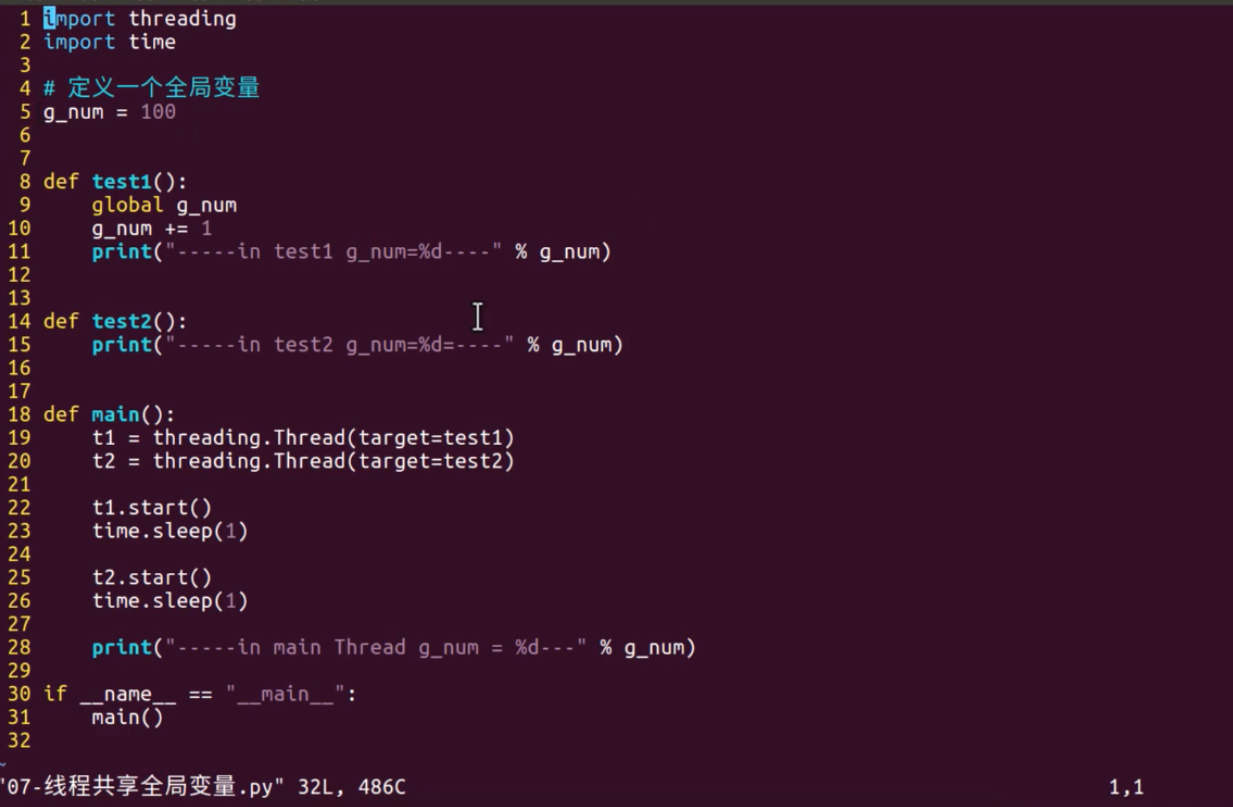 1 import threading
2 import time
3
4 # 定义一个全局变量
5 g_num = 100
6
7
8 def test1():
9     global g_num
10     g_num += 1
11     print("-----in test1 g_num=%d----" % g_num)
12
13
14 def test2():
15     print("-----in test2 g_num=%d=----" % g_num)
16
17
18 def main():
19     t1 = threading.Thread(target=test1)
20     t2 = threading.Thread(target=test2)
21
22     t1.start()
23     time.sleep(1)
24
25     t2.start()
26     time.sleep(1)
27
28     print("-----in main Thread g_num = %d---" % g_num)
29
30 if __name__ == "__main__":
31     main()
32
~
"07-线程共享全局变量.py" 32L, 486C 1,1